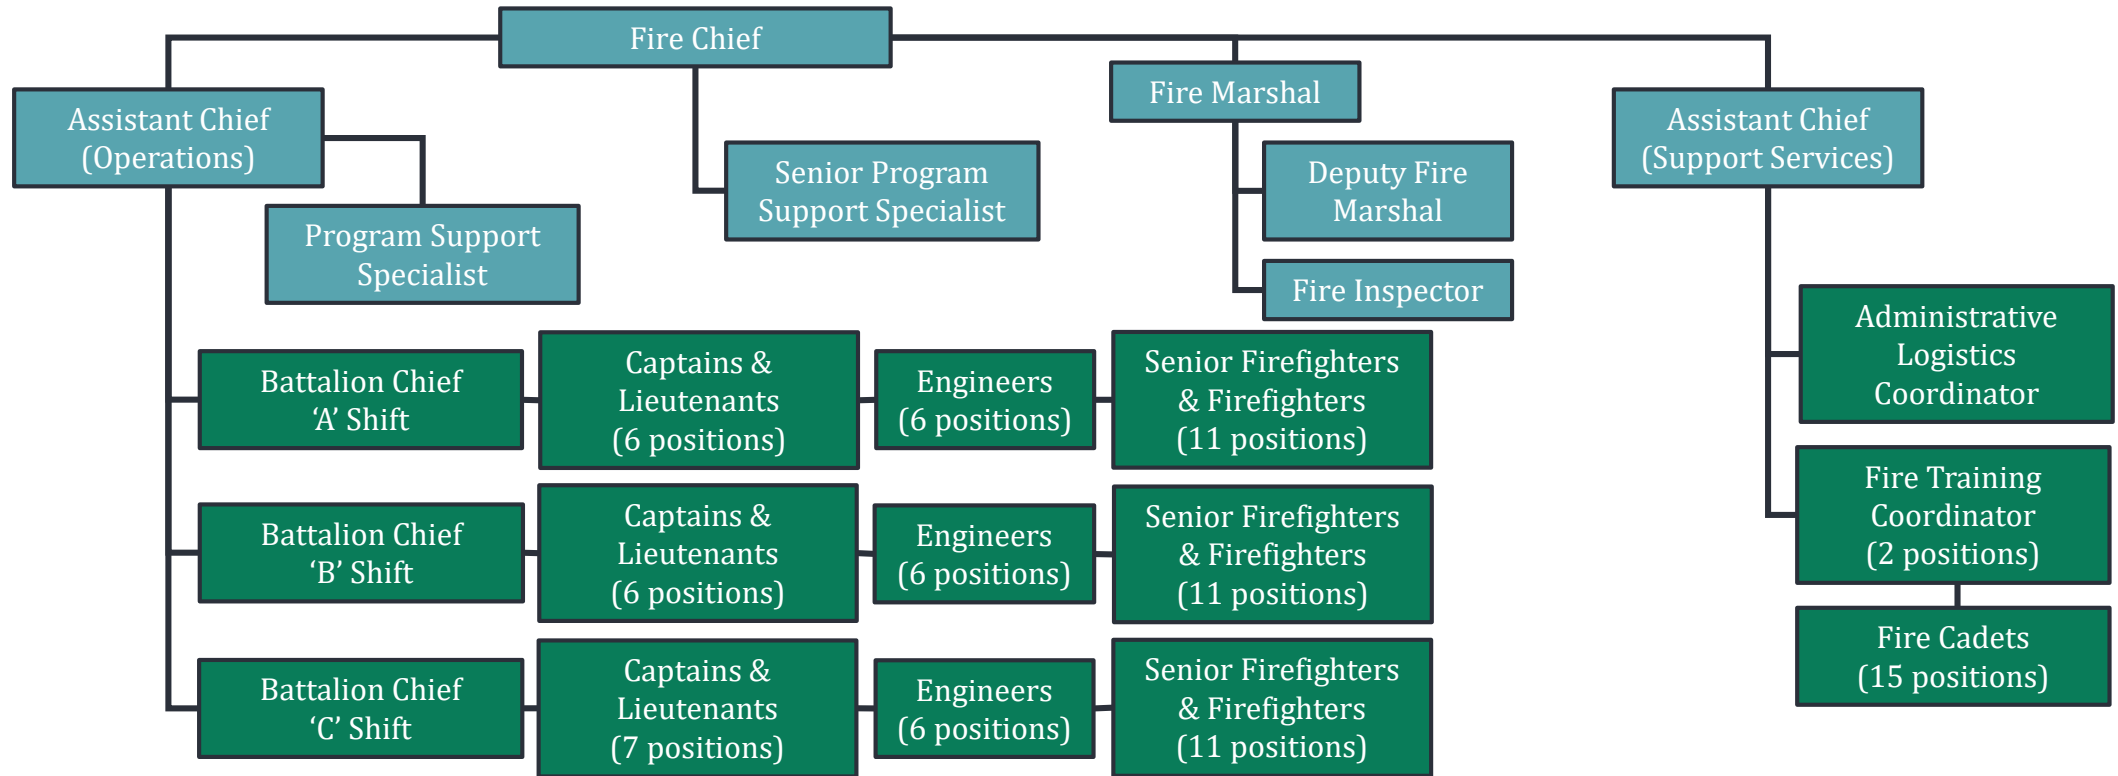 Fire Chief
Assistant Chief
(Operations)
Program Support
Specialist
Senior Program
Support Specialist
Fire Marshal
Deputy Fire
Marshal
Fire Inspector
Assistant Chief
(Support Services)
Administrative
Logistics
Coordinator
Fire Training
Coordinator
(2 positions)
Fire Cadets
(15 positions)
Battalion Chief
‘A’ Shift
Captains &
Lieutenants
(6 positions)
Engineers
(6 positions)
Senior Firefighters
& Firefighters
(11 positions)
Battalion Chief
‘B’ Shift
Captains &
Lieutenants
(6 positions)
Engineers
(6 positions)
Senior Firefighters
& Firefighters
(11 positions)
Battalion Chief
‘C’ Shift
Captains &
Lieutenants
(7 positions)
Engineers
(6 positions)
Senior Firefighters
& Firefighters
(11 positions)